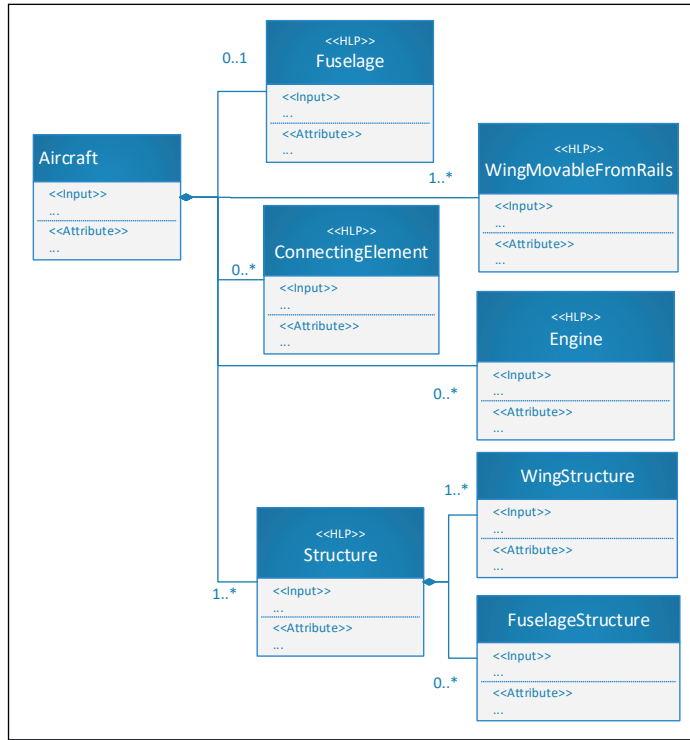 <<HLP>>
Fuselage
<<Input>>
...
<<Attribute>>
...
0..1
Aircraft
<<Input>>
...
<<Attribute>>
...
<<HLP>>
WingMovableFromRails
<<Input>>
...
<<Attribute>>
...
1..*
<<HLP>>
ConnectingElement
<<Input>>
...
<<Attribute>>
...
0..*
<<HLP>>
Engine
<<Input>>
...
<<Attribute>>
...
0..*
<<HLP>>
Structure
<<Input>>
...
<<Attribute>>
...
1..*
WingStructure
<<Input>>
...
<<Attribute>>
...
1..*
FuselageStructure
<<Input>>
...
<<Attribute>>
...
0..*